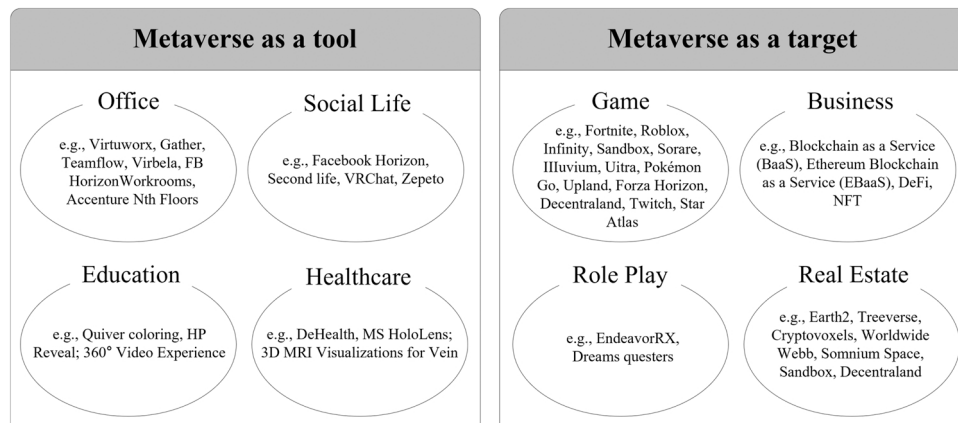 Metaverse as a tool
Office
e.g., Virtuworx, Gather,
Teamflow, Virbela, FB
HorizonWorkrooms,
Accenture Nth Floors
Social Life
e.g., Facebook Horizon,
Second life, VRChat, Zepeto
Education
e.g., Quiver coloring, HP
Reveal; 360° Video Experience
Healthcare
e.g., DeHealth, MS HoloLens;
3D MRI Visualizations for Vein
Metaverse as a target
Game
e.g., Fortnite, Roblox,
Infinity, Sandbox, Sorare,
IIIuvium, Uitra, Pokémon
Go, Upland, Forza Horizon,
Decentraland, Twitch, Star
Atlas
Business
e.g., Blockchain as a Service
(BaaS), Ethereum Blockchain
as a Service (EBaaS), DeFi,
NFT
Role Play
e.g., EndeavorRX,
Dreams questers
Real Estate
e.g., Earth2, Treeverse,
Cryptovoxels, Worldwide
Webb, Somnium Space,
Sandbox, Decentraland